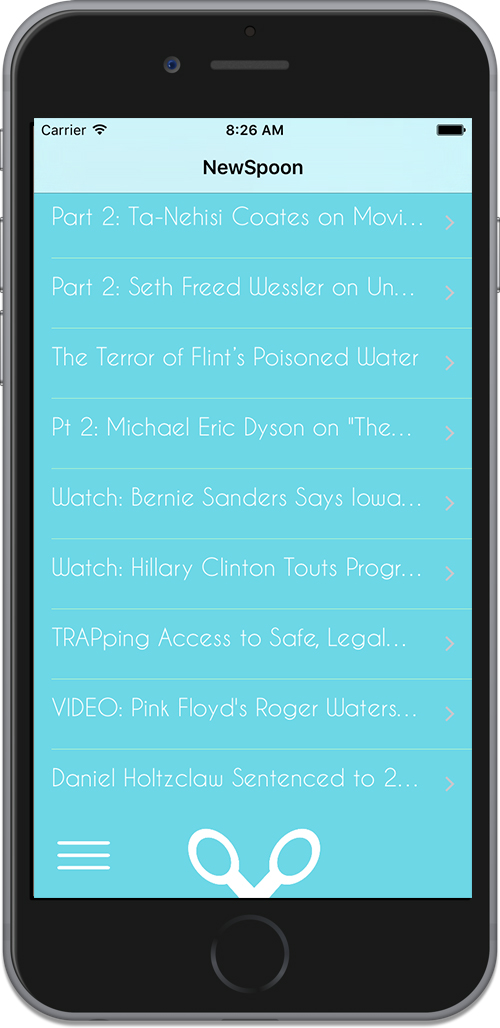 Carrier 8:26 AM
NewSpoon
Part 2: Ta-Nehisi Coates on Movi...
Part 2: Seth Freed Wessler on Un...
The Terror of Flint’s Poisoned Water
Pt 2: Michael Eric Dyson on "The...
Watch: Bernie Sanders Says Iowa...
Watch: Hillary Clinton Touts Progr...
TRAPping Access to Safe, Legal...
VIDEO: Pink Floyd's Roger Waters...
Daniel Holtzclaw Sentenced to 2...